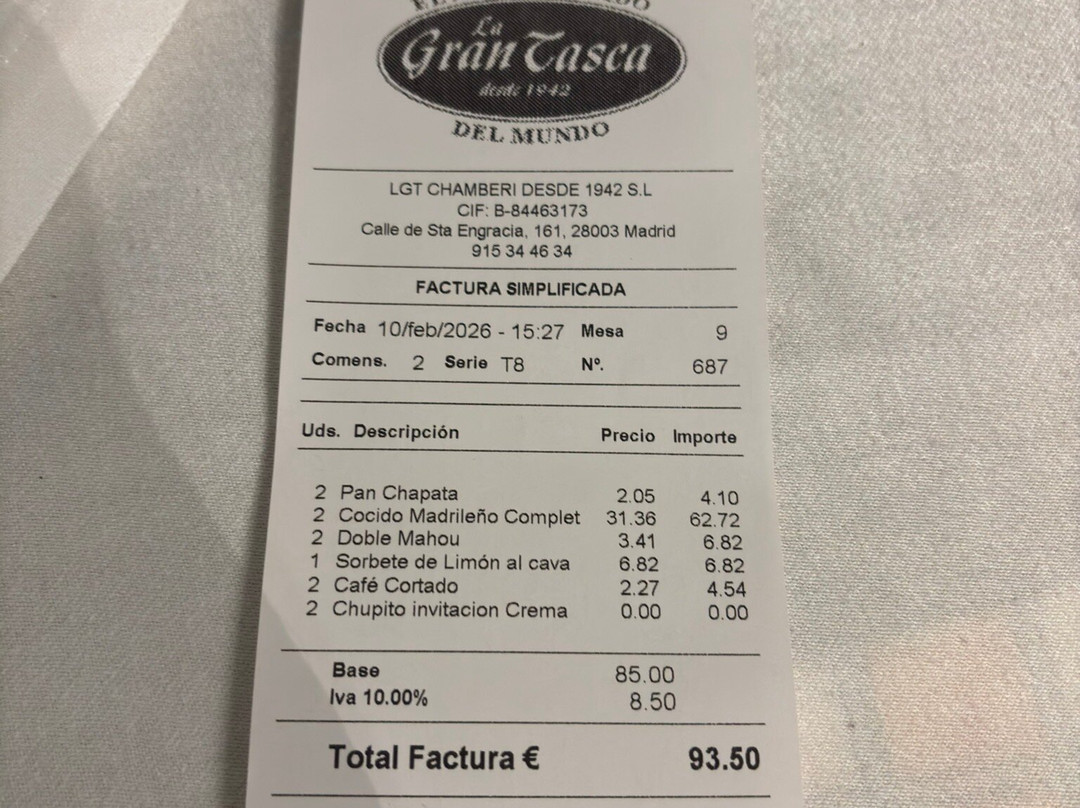 La
Gran Tasca
desde 1942
DEL MUNDO
LGT CHAMBERI DESDE 1942 S.L
CIF: B-84463173
Calle de Sta Engracia, 161, 28003 Madrid
915 34 46 34
FACTURA SIMPLIFICADA
Fecha 10/feb/2026 - 15:27 Mesa 9
Comens. 2 Serie T8 Nº. 687
Uds. Descripción Precio Importe
2 Pan Chapata 2.05 4.10
2 Cocido Madrileño Complet 31.36 62.72
2 Doble Mahou 3.41 6.82
1 Sorbete de Limón al cava 6.82 6.82
2 Café Cortado 2.27 4.54
2 Chupito invitacion Crema 0.00 0.00
Base 85.00
Iva 10.00% 8.50
Total Factura € 93.50